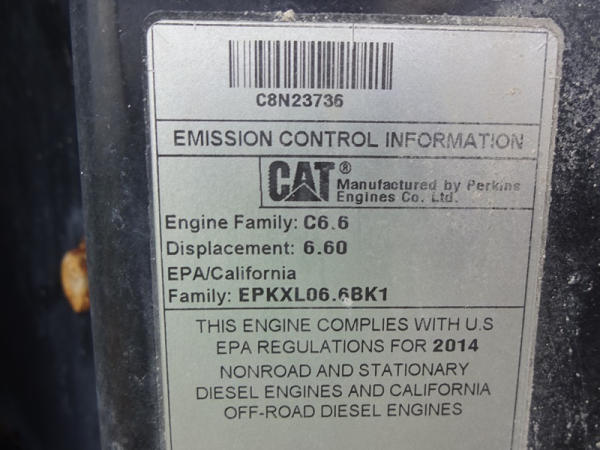 C8N23736
EMISSION CONTROL INFORMATION
CAT® Manufactured by Perkins
Engines Co. Ltd.
Engine Family: C6.6
Displacement: 6.60
EPA/California
Family: EPKXL06.6BK1
THIS ENGINE COMPLIES WITH U.S
EPA REGULATIONS FOR 2014
NONROAD AND STATIONARY
DIESEL ENGINES AND CALIFORNIA
OFF-ROAD DIESEL ENGINES